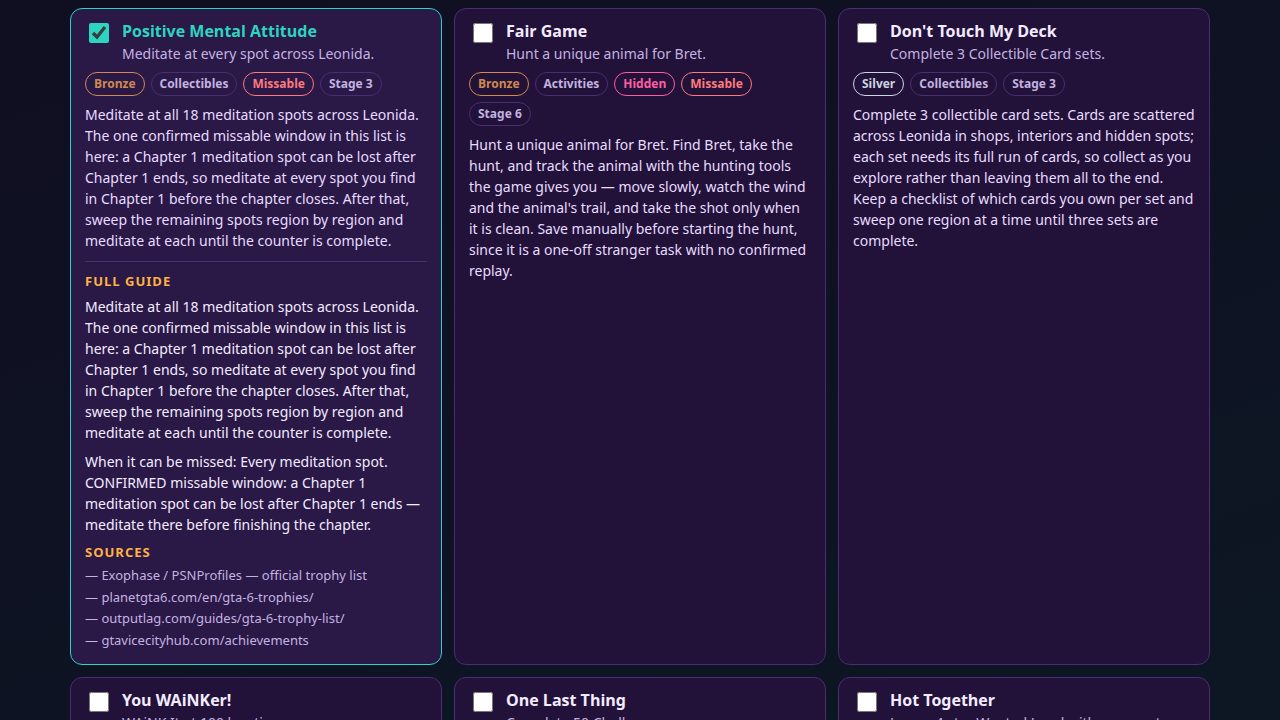 Positive Mental Attitude
Meditate at every spot across Leonida.
Bronze Collectibles Missable Stage 3
Meditate at all 18 meditation spots across Leonida.
The one confirmed missable window in this list is
here: a Chapter 1 meditation spot can be lost after
Chapter 1 ends, so meditate at every spot you find
in Chapter 1 before the chapter closes. After that,
sweep the remaining spots region by region and
meditate at each until the counter is complete.
FULL GUIDE
Meditate at all 18 meditation spots across Leonida.
The one confirmed missable window in this list is
here: a Chapter 1 meditation spot can be lost after
Chapter 1 ends, so meditate at every spot you find
in Chapter 1 before the chapter closes. After that,
sweep the remaining spots region by region and
meditate at each until the counter is complete.
When it can be missed: Every meditation spot.
CONFIRMED missable window: a Chapter 1
meditation spot can be lost after Chapter 1 ends —
meditate there before finishing the chapter.
SOURCES
— Exophase / PSNProfiles — official trophy list
— planetgta6.com/en/gta-6-trophies/
— outputlag.com/guides/gta-6-trophy-list/
— gtavicecityhub.com/achievements
Fair Game
Hunt a unique animal for Bret.
Bronze Activities Hidden Missable
Stage 6
Hunt a unique animal for Bret. Find Bret, take the
hunt, and track the animal with the hunting tools
the game gives you — move slowly, watch the wind
and the animal's trail, and take the shot only when
it is clean. Save manually before starting the hunt,
since it is a one-off stranger task with no confirmed
replay.
Don't Touch My Deck
Complete 3 Collectible Card sets.
Silver Collectibles Stage 3
Complete 3 collectible card sets. Cards are scattered
across Leonida in shops, interiors and hidden spots;
each set needs its full run of cards, so collect as you
explore rather than leaving them all to the end.
Keep a checklist of which cards you own per set and
sweep one region at a time until three sets are
complete.
You WAiNKer!
One Last Thing
Hot Together